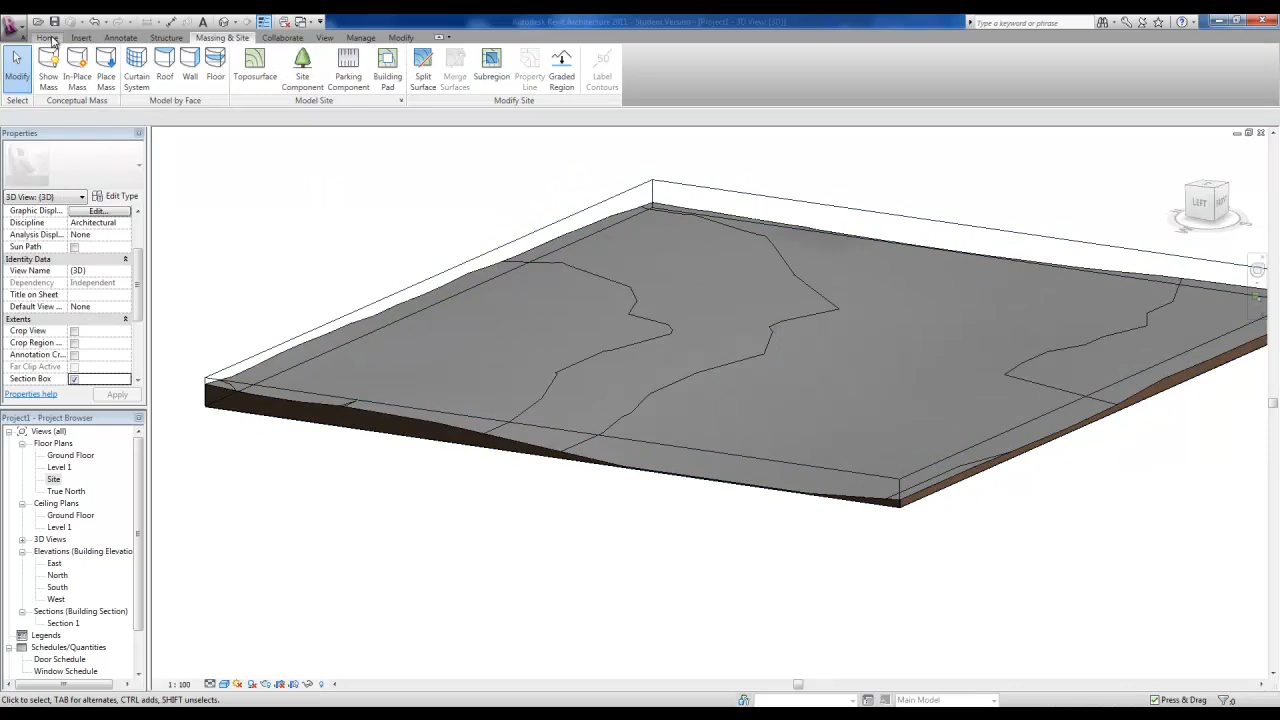 Autodesk Revit Architecture 2011 - Student Version - [Project1 - 3D View: {3D}]
Type a keyword or phrase
Home Insert Annotate Structure Massing & Site Collaborate View Manage Modify
Modify Show Mass In-Place Mass Place Mass Curtain System Roof Wall Floor Toposurface Site Component Parking Component Building Pad Split Surface Merge Surfaces Subregion Property Line Graded Region Label Contours
Select Conceptual Mass Model by Face Model Site Modify Site
Properties
3D View: {3D} Edit Type
Graphic Displ... Edit...
Discipline Architectural
Analysis Displ... None
Sun Path
Identity Data
View Name {3D}
Dependency Independent
Title on Sheet
Default View ... None
Extents
Crop View
Crop Region ...
Annotation Cr...
Far Clip Active
Section Box
Properties help Apply
Project1 - Project Browser
Views (all)
Floor Plans
Ground Floor
Level 1
Site
True North
Ceiling Plans
Ground Floor
Level 1
3D Views
Elevations (Building Elevatio
East
North
South
West
Sections (Building Section)
Section 1
Legends
Schedules/Quantities
Door Schedule
Window Schedule
LEFT
1 : 100
Click to select, TAB for alternates, CTRL adds, SHIFT unselects.
Main Model
Press & Drag
:0